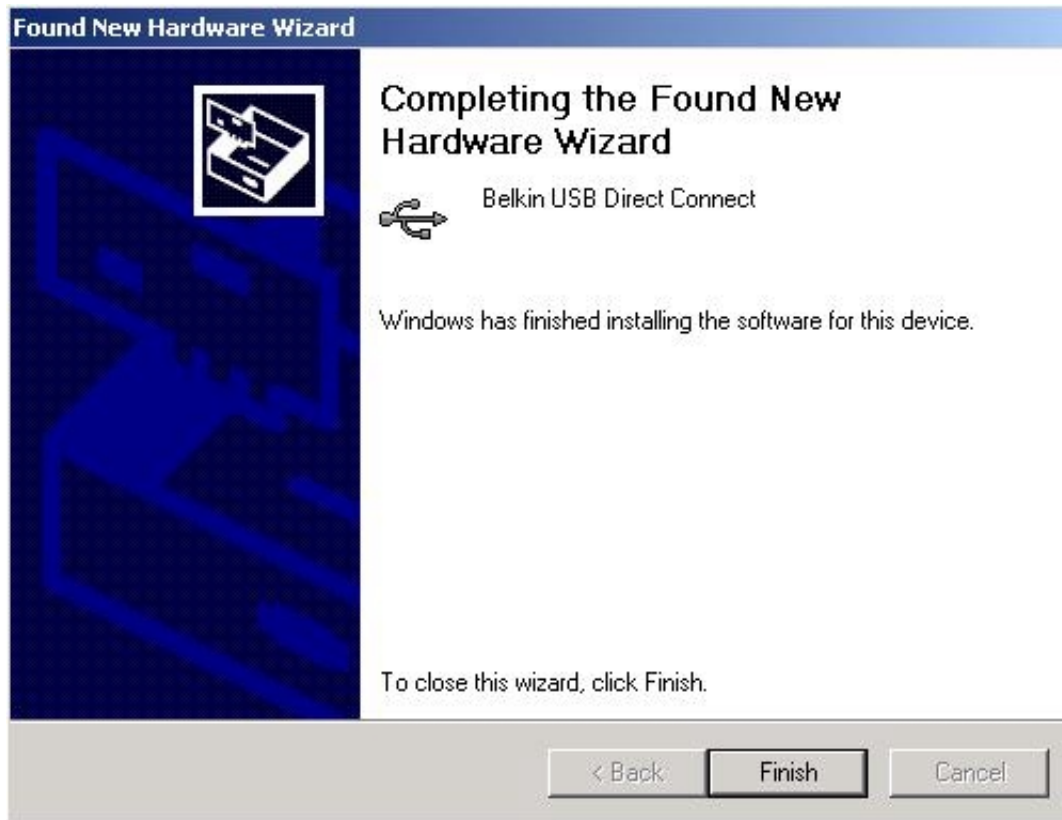 Found New Hardware Wizard
Completing the Found New
Hardware Wizard
Belkin USB Direct Connect
Windows has finished installing the software for this device.
To close this wizard, click Finish.
< Back Finish Cancel